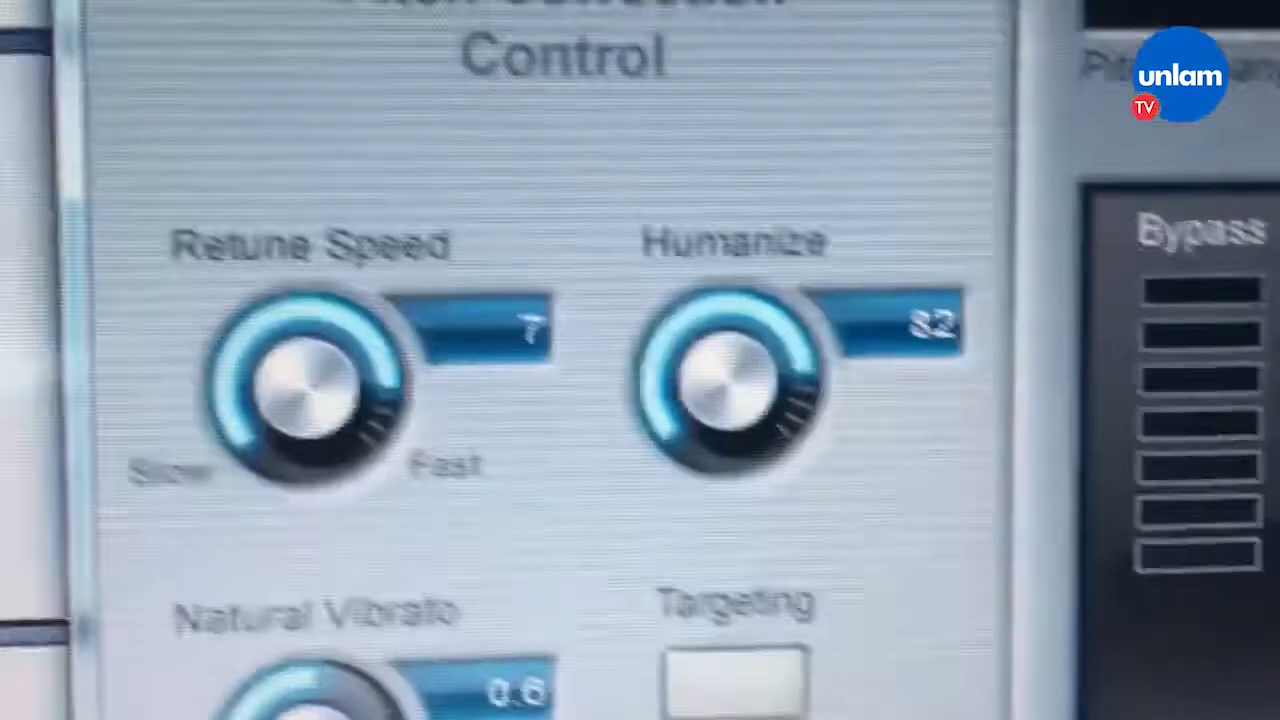 Control
unlam
TV
Retune Speed
Humanize
Bypass
7
82
Slow
Fast
Natural Vibrato
Targeting
0.6